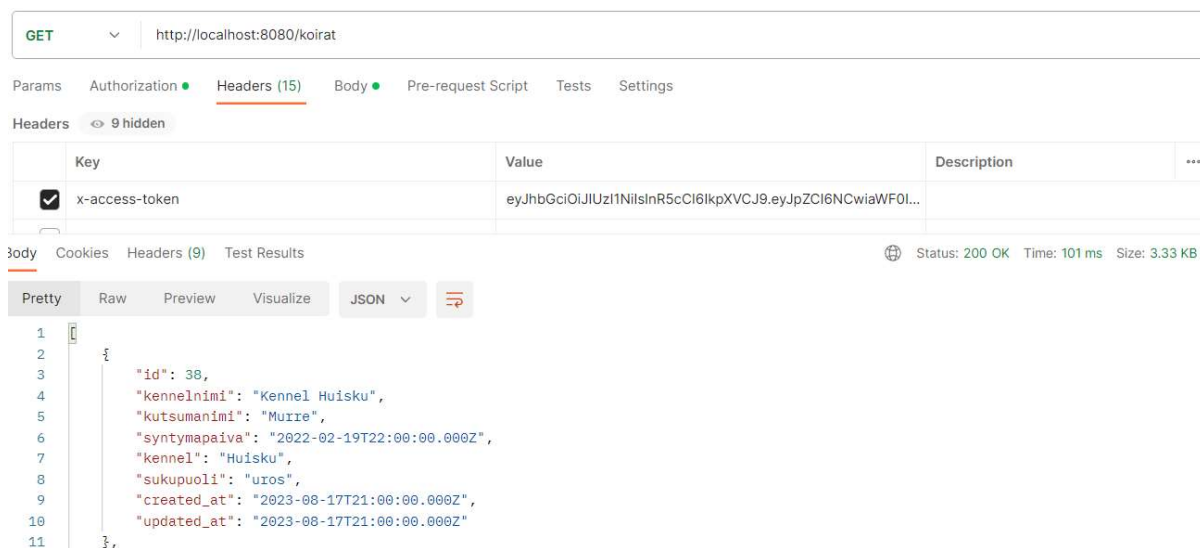 GET http://localhost:8080/koirat
Params Authorization Headers (15) Body Pre-request Script Tests Settings
Headers 9 hidden
Key Value Description
x-access-token eyJhbGciOiJIUzI1NiIsInR5cCI6IkpXVCJ9.eyJpZCI6NCwiaWF0I...
Body Cookies Headers (9) Test Results Status: 200 OK Time: 101 ms Size: 3.33 KB
Pretty Raw Preview Visualize JSON
1 [
2 {
3 "id": 38,
4 "kennelnimi": "Kennel Huisku",
5 "kutsumanimi": "Murre",
6 "syntymapaiva": "2022-02-19T22:00:00.000Z",
7 "kennel": "Huisku",
8 "sukupuoli": "uros",
9 "created_at": "2023-08-17T21:00:00.000Z",
10 "updated_at": "2023-08-17T21:00:00.000Z"
11 },